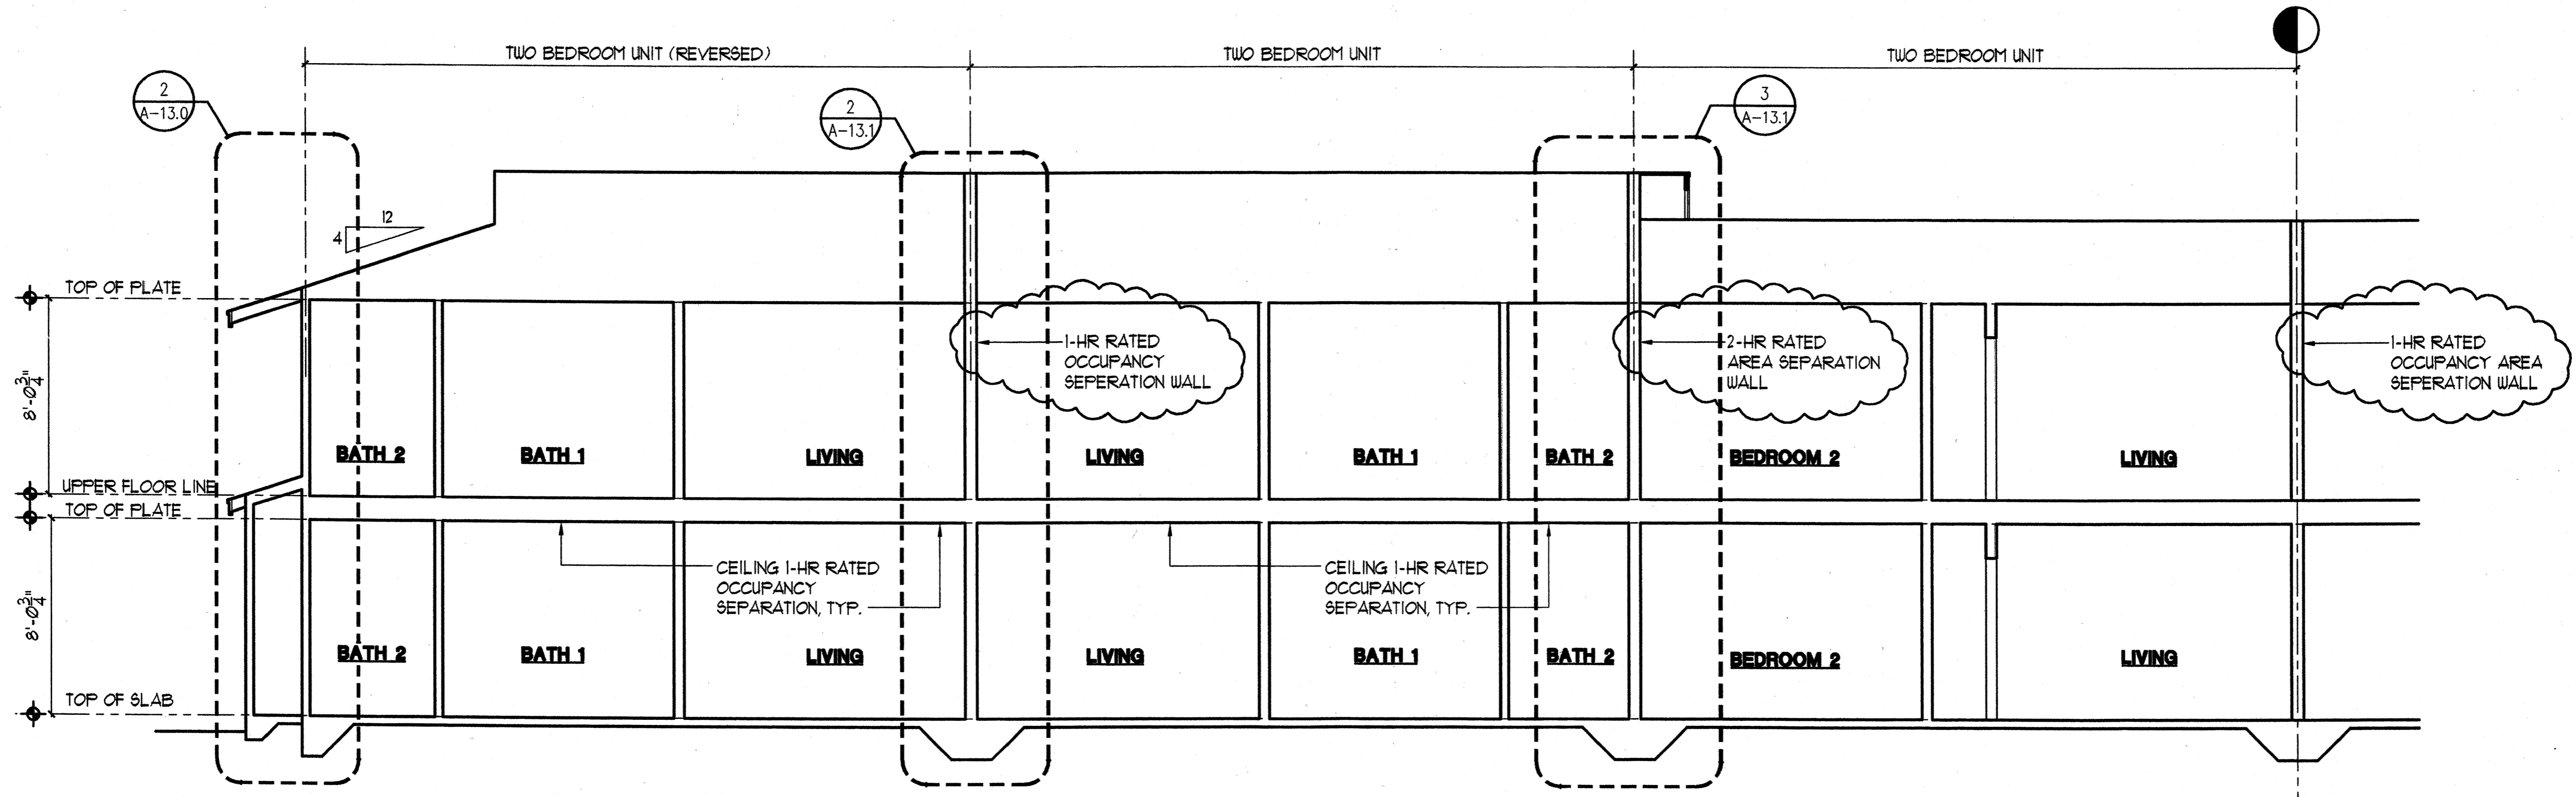 TWO BEDROOM UNIT (REVERSED)
TWO BEDROOM UNIT
TWO BEDROOM UNIT
2
A-13.0
2
A-13.1
3
A-13.1
12
4
TOP OF PLATE
8'-0 3/4"
1-HR RATED
OCCUPANCY
SEPERATION WALL
2-HR RATED
AREA SEPARATION
WALL
1-HR RATED
OCCUPANCY AREA
SEPERATION WALL
BATH 2
BATH 1
LIVING
LIVING
BATH 1
BATH 2
BEDROOM 2
LIVING
UPPER FLOOR LINE
TOP OF PLATE
8'-0 3/4"
CEILING 1-HR RATED
OCCUPANCY
SEPARATION, TYP.
CEILING 1-HR RATED
OCCUPANCY
SEPARATION, TYP.
BATH 2
BATH 1
LIVING
LIVING
BATH 1
BATH 2
BEDROOM 2
LIVING
TOP OF SLAB